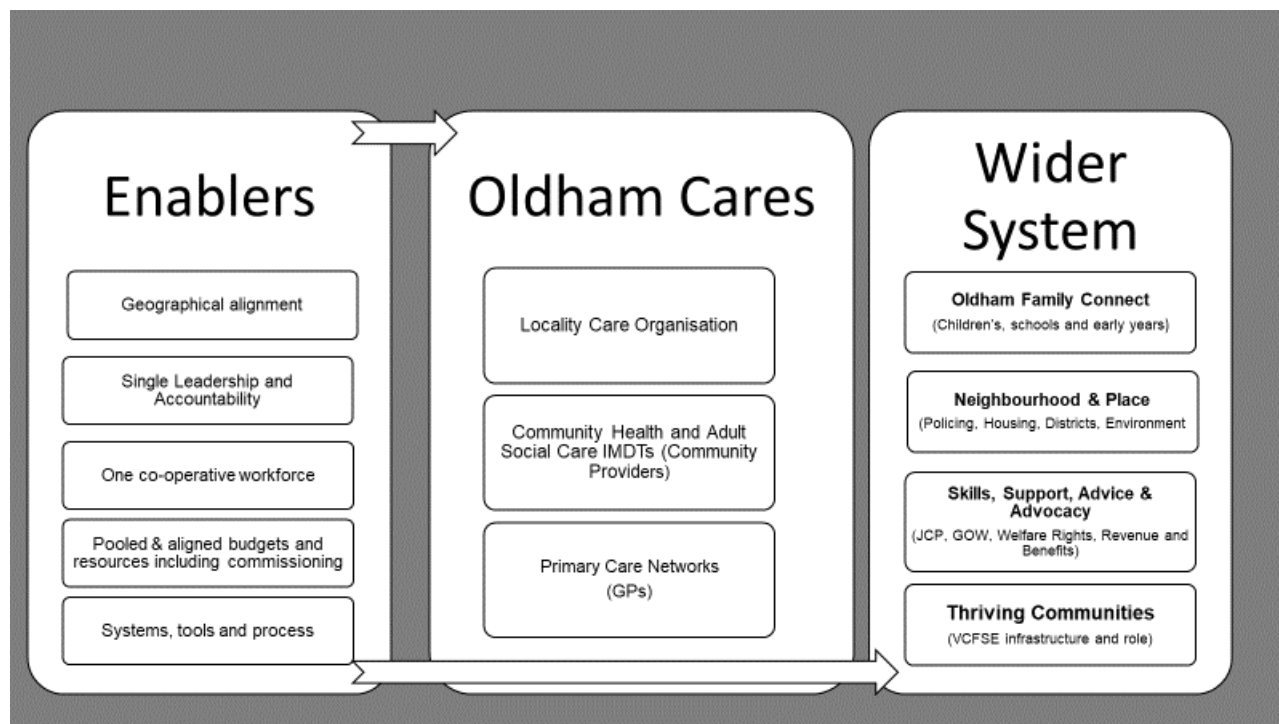 Enablers
Geographical alignment
Single Leadership and
Accountability
One co-operative workforce
Pooled & aligned budgets and
resources including commissioning
Systems, tools and process
Oldham Cares
Locality Care Organisation
Community Health and Adult
Social Care IMDTs (Community
Providers)
Primary Care Networks
(GPs)
Wider
System
Oldham Family Connect
(Children's, schools and early years)
Neighbourhood & Place
(Policing, Housing, Districts, Environment
Skills, Support, Advice &
Advocacy
(JCP, GOW, Welfare Rights, Revenue and
Benefits)
Thriving Communities
(VCFSE infrastructure and role)